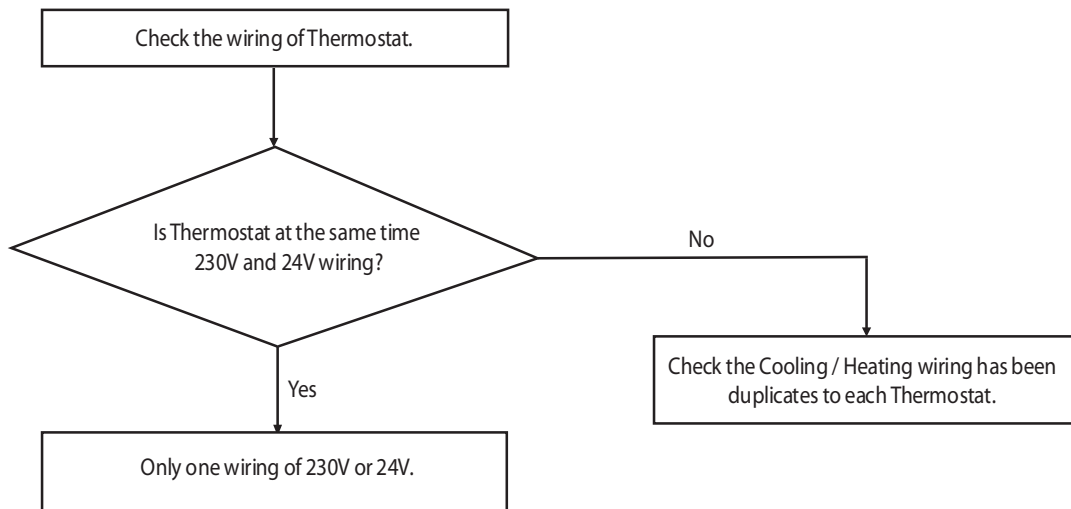 Check the wiring of Thermostat.
Is Thermostat at the same time
230V and 24V wiring?
No
Check the Cooling / Heating wiring has been
duplicates to each Thermostat.
Yes
Only one wiring of 230V or 24V.